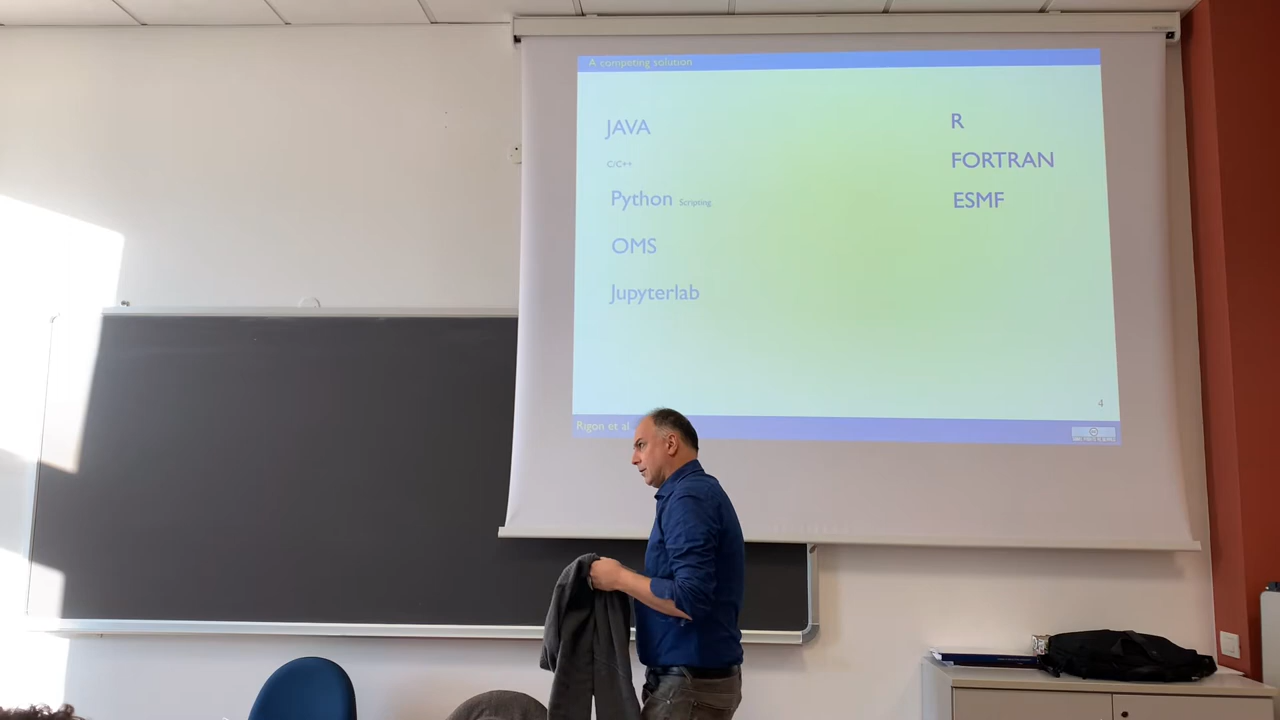 A computing solution
JAVA
C/C++
Python Scripting
OMS
Jupyterlab
R
FORTRAN
ESMF
4
Rigon et al